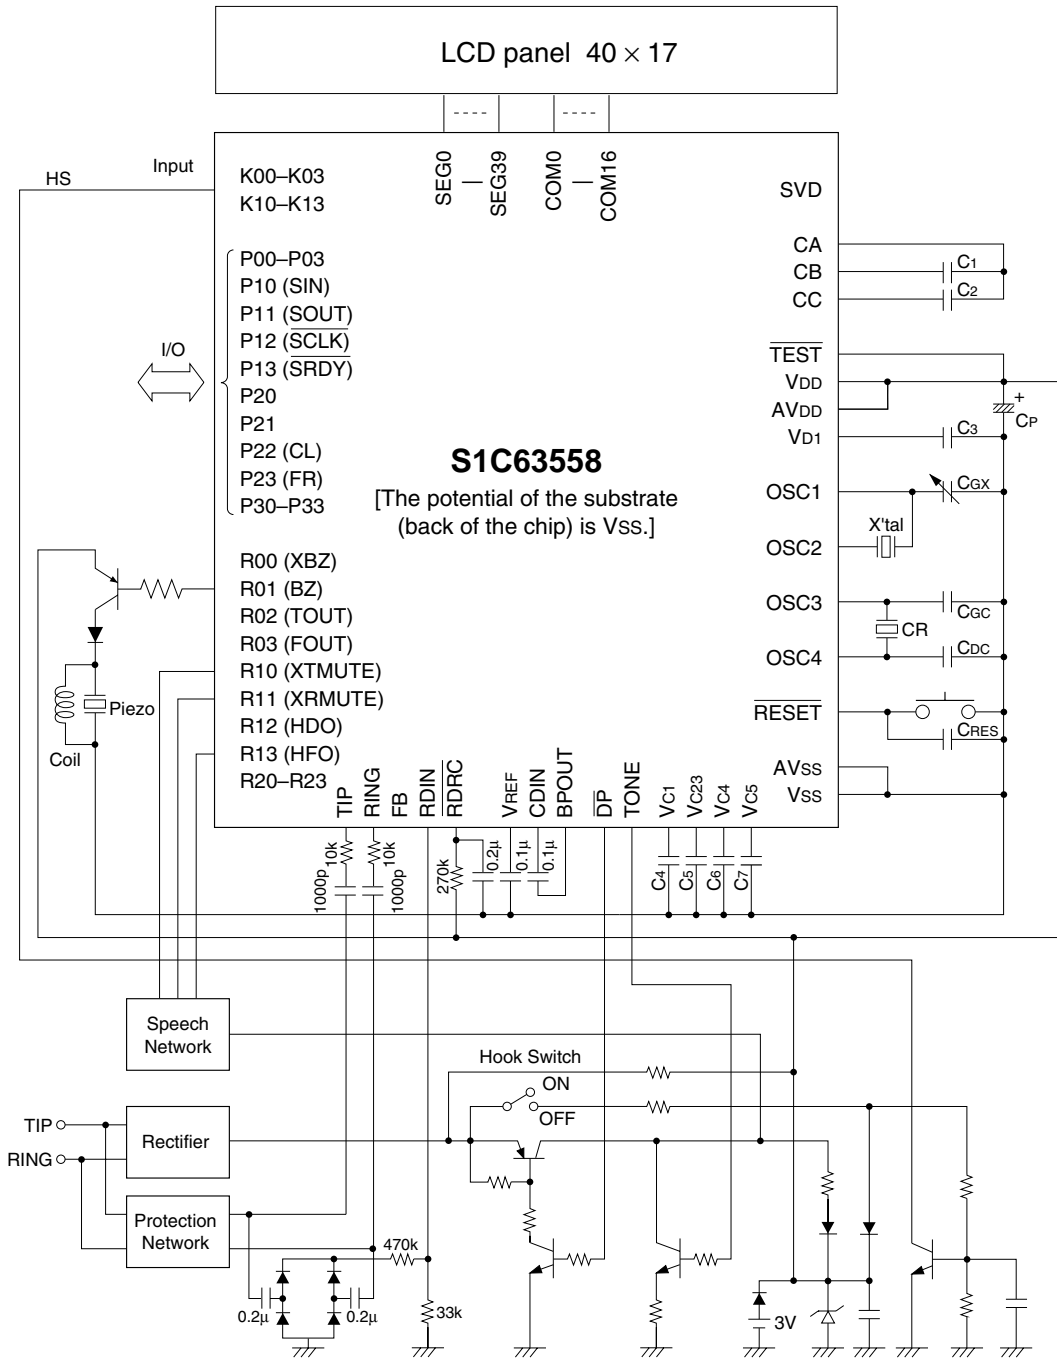 LCD panel 40 × 17
SEG0 — SEG39
COM0 — COM16
HS
Input
K00–K03
K10–K13
P00–P03
P10 (SIN)
P11 (SOUT)
P12 (SCLK)
P13 (SRDY)
P20
P21
P22 (CL)
P23 (FR)
P30–P33
I/O
R00 (XBZ)
R01 (BZ)
R02 (TOUT)
R03 (FOUT)
R10 (XTMUTE)
R11 (XRMUTE)
R12 (HDO)
R13 (HFO)
R20–R23
Piezo
Coil
S1C63558
[The potential of the substrate
(back of the chip) is VSS.]
SVD
CA
CB
CC
TEST
VDD
AVDD
VD1
OSC1
OSC2
OSC3
OSC4
RESET
AVSS
VSS
C1
C2
+
CP
C3
CGX
X'tal
CGC
CR
CDC
CRES
TIP
RING
FB
RDIN
RDRC
VREF
CDIN
BPOUT
DP
TONE
VC1
VC23
VC4
VC5
10k
10k
1000p
1000p
270k
0.2μ
0.1μ
0.1μ
C4
C5
C6
C7
Speech
Network
Hook Switch
ON
OFF
TIP
RING
Rectifier
Protection
Network
470k
0.2μ
0.2μ
33k
3V